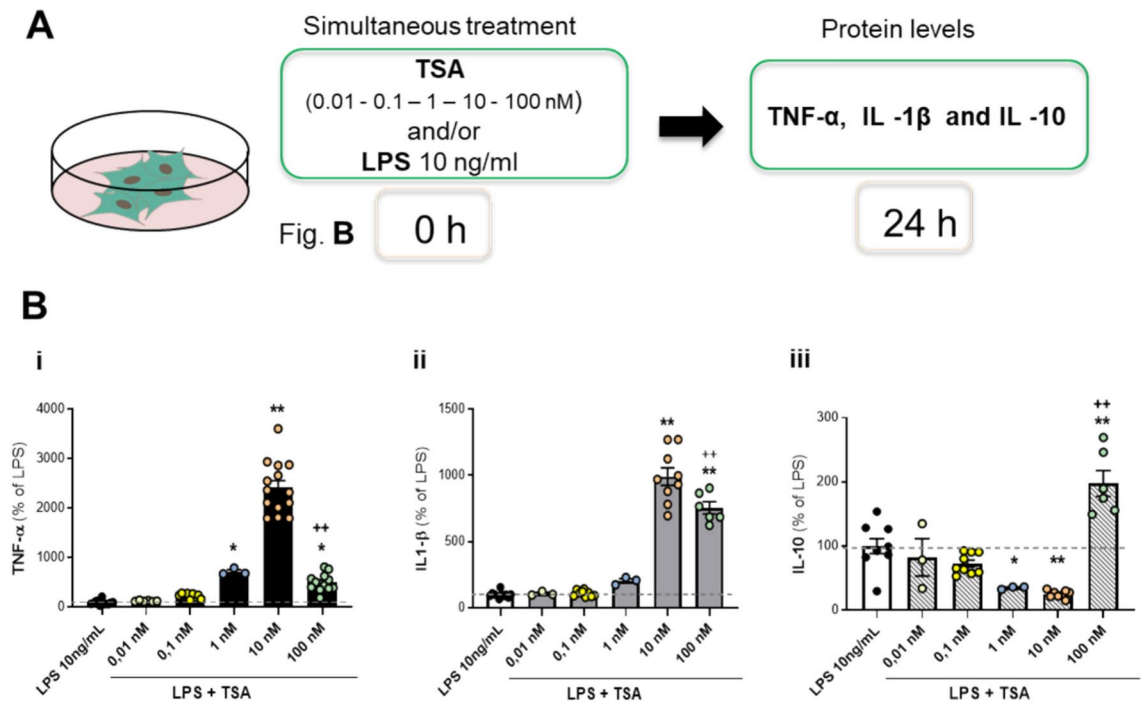 A
Simultaneous treatment
Protein levels
TSA
(0.01 - 0.1 – 1 – 10 - 100 nM)
and/or
LPS 10 ng/ml
TNF-α, IL -1β and IL -10
Fig. B
0 h
24 h
B
i
TNF-α (% of LPS)
4000
3000
2000
1000
0
*
**
++
*
LPS 10ng/mL
0,01 nM
0,1 nM
1 nM
10 nM
100 nM
LPS + TSA
ii
IL1-β (% of LPS)
1500
1000
500
0
**
++
**
LPS 10ng/mL
0,01 nM
0,1 nM
1 nM
10 nM
100 nM
LPS + TSA
iii
IL-10 (% of LPS)
300
200
100
0
*
**
++
**
LPS 10ng/mL
0,01 nM
0,1 nM
1 nM
10 nM
100 nM
LPS + TSA